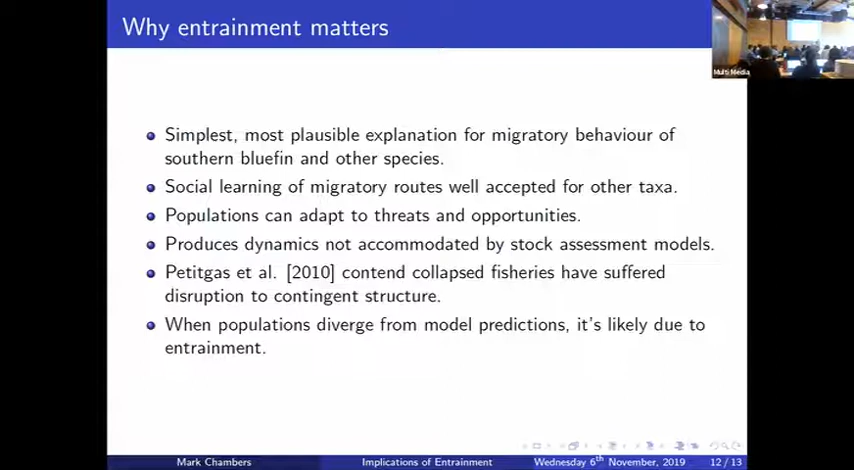 Why entrainment matters
Multi Media
Simplest, most plausible explanation for migratory behaviour of
southern bluefin and other species.
Social learning of migratory routes well accepted for other taxa.
Populations can adapt to threats and opportunities.
Produces dynamics not accommodated by stock assessment models.
Petitgas et al. [2010] contend collapsed fisheries have suffered
disruption to contingent structure.
When populations diverge from model predictions, it's likely due to
entrainment.
Mark Chambers Implications of Entrainment Wednesday 6th November, 2019 12 / 13